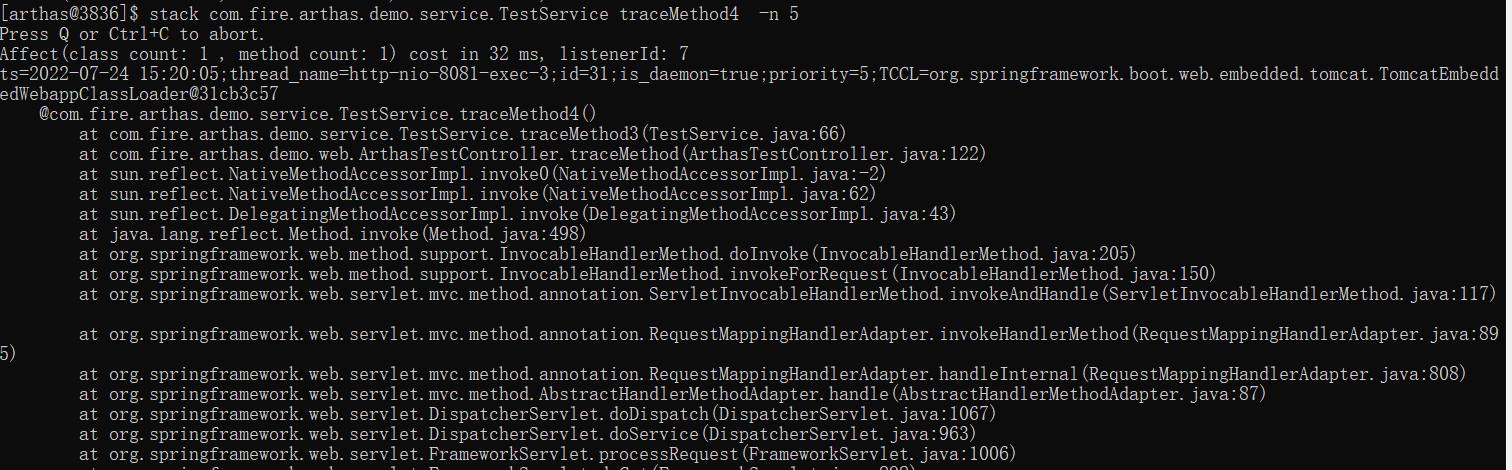 [arthas@3836]$ stack com.fire.arthas.demo.service.TestService traceMethod4  -n 5
Press Q or Ctrl+C to abort.
Affect(class count: 1 , method count: 1) cost in 32 ms, listenerId: 7
ts=2022-07-24 15:20:05;thread_name=http-nio-8081-exec-3;id=31;is_daemon=true;priority=5;TCCL=org.springframework.boot.web.embedded.tomcat.TomcatEmbedd
edWebappClassLoader@31cb3c57
    @com.fire.arthas.demo.service.TestService.traceMethod4()
        at com.fire.arthas.demo.service.TestService.traceMethod3(TestService.java:66)
        at com.fire.arthas.demo.web.ArthasTestController.traceMethod(ArthasTestController.java:122)
        at sun.reflect.NativeMethodAccessorImpl.invoke0(NativeMethodAccessorImpl.java:-2)
        at sun.reflect.NativeMethodAccessorImpl.invoke(NativeMethodAccessorImpl.java:62)
        at sun.reflect.DelegatingMethodAccessorImpl.invoke(DelegatingMethodAccessorImpl.java:43)
        at java.lang.reflect.Method.invoke(Method.java:498)
        at org.springframework.web.method.support.InvocableHandlerMethod.doInvoke(InvocableHandlerMethod.java:205)
        at org.springframework.web.method.support.InvocableHandlerMethod.invokeForRequest(InvocableHandlerMethod.java:150)
        at org.springframework.web.servlet.mvc.method.annotation.ServletInvocableHandlerMethod.invokeAndHandle(ServletInvocableHandlerMethod.java:117)
        at org.springframework.web.servlet.mvc.method.annotation.RequestMappingHandlerAdapter.invokeHandlerMethod(RequestMappingHandlerAdapter.java:89
5)
        at org.springframework.web.servlet.mvc.method.annotation.RequestMappingHandlerAdapter.handleInternal(RequestMappingHandlerAdapter.java:808)
        at org.springframework.web.servlet.mvc.method.AbstractHandlerMethodAdapter.handle(AbstractHandlerMethodAdapter.java:87)
        at org.springframework.web.servlet.DispatcherServlet.doDispatch(DispatcherServlet.java:1067)
        at org.springframework.web.servlet.DispatcherServlet.doService(DispatcherServlet.java:963)
        at org.springframework.web.servlet.FrameworkServlet.processRequest(FrameworkServlet.java:1006)